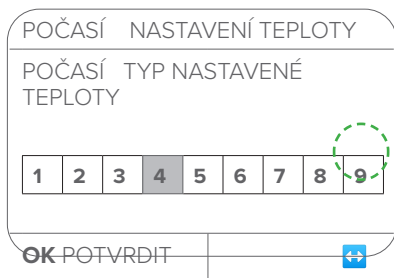 POČASÍ NASTAVENÍ TEPLOTY
POČASÍ TYP NASTAVENÉ
TEPLOTY
1 2 3 4 5 6 7 8 9
OK POTVRDIT